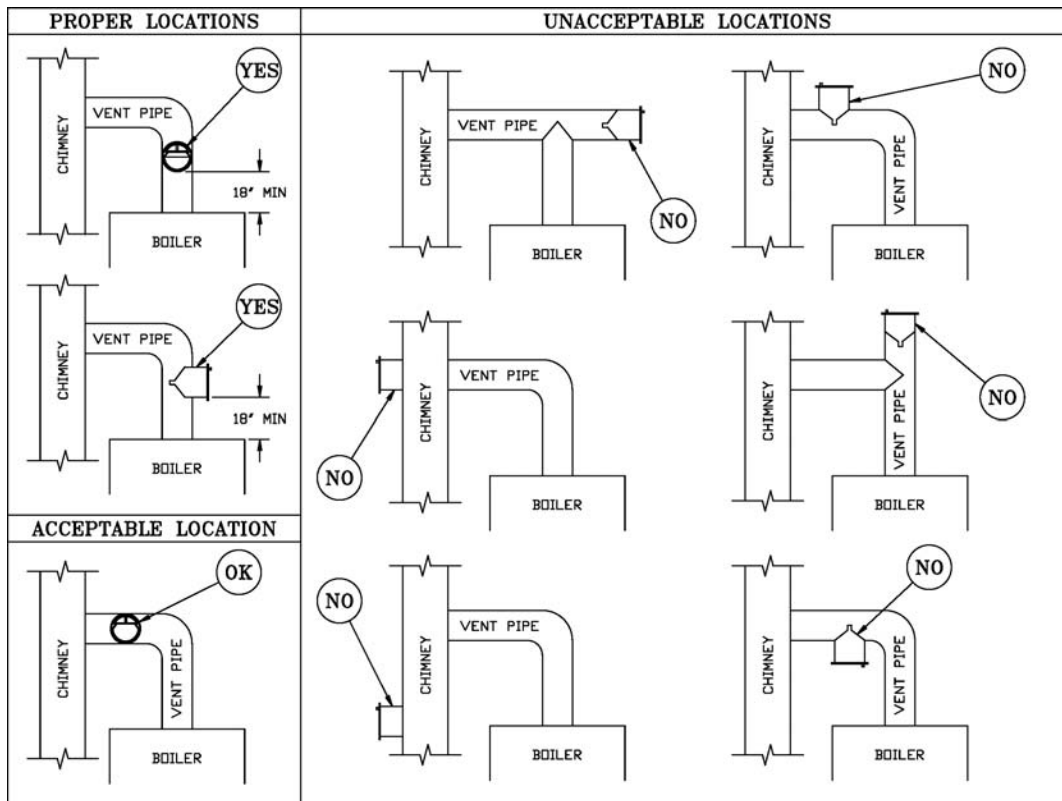 PROPER LOCATIONS
YES
VENT PIPE
CHIMNEY
18" MIN
BOILER
YES
VENT PIPE
CHIMNEY
18" MIN
BOILER
ACCEPTABLE LOCATION
OK
CHIMNEY
VENT PIPE
BOILER
UNACCEPTABLE LOCATIONS
CHIMNEY
VENT PIPE
NO
BOILER
NO
CHIMNEY
VENT PIPE
BOILER
CHIMNEY
VENT PIPE
NO
BOILER
CHIMNEY
NO
VENT PIPE
BOILER
NO
CHIMNEY
VENT PIPE
BOILER
NO
CHIMNEY
VENT PIPE
BOILER